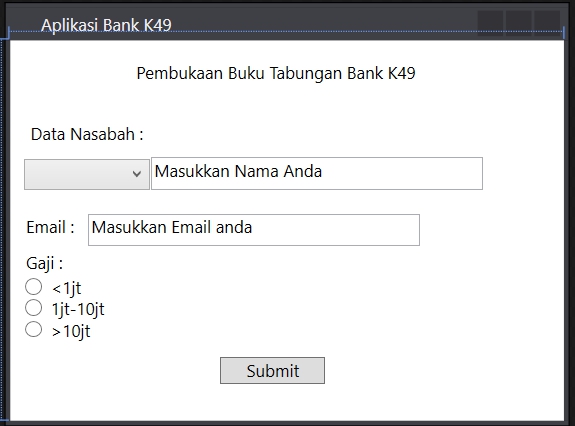 Aplikasi Bank K49
Pembukaan Buku Tabungan Bank K49
Data Nasabah :
Masukkan Nama Anda
Email : Masukkan Email anda
Gaji :
<1jt
1jt-10jt
>10jt
Submit